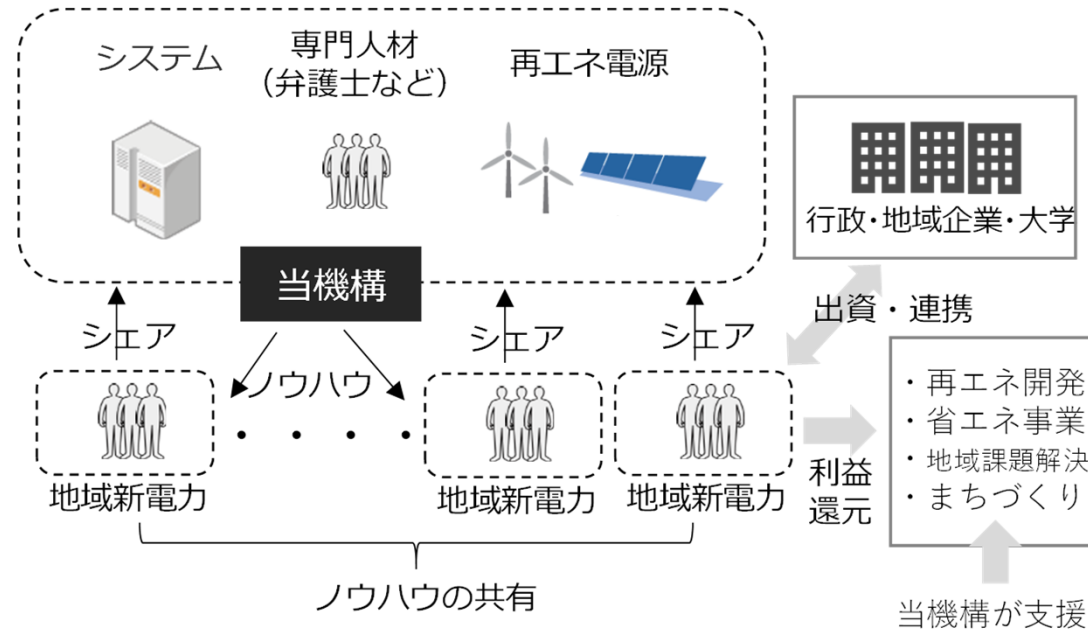 システム
専門人材
（弁護士など）
再エネ電源
行政・地域企業・大学
当機構
シェア
シェア
シェア
出資・連携
ノウハウ
・・・・
地域新電力
地域新電力
地域新電力
利益
還元
・再エネ開発
・省エネ事業
・地域課題解決
・まちづくり
ノウハウの共有
当機構が支援